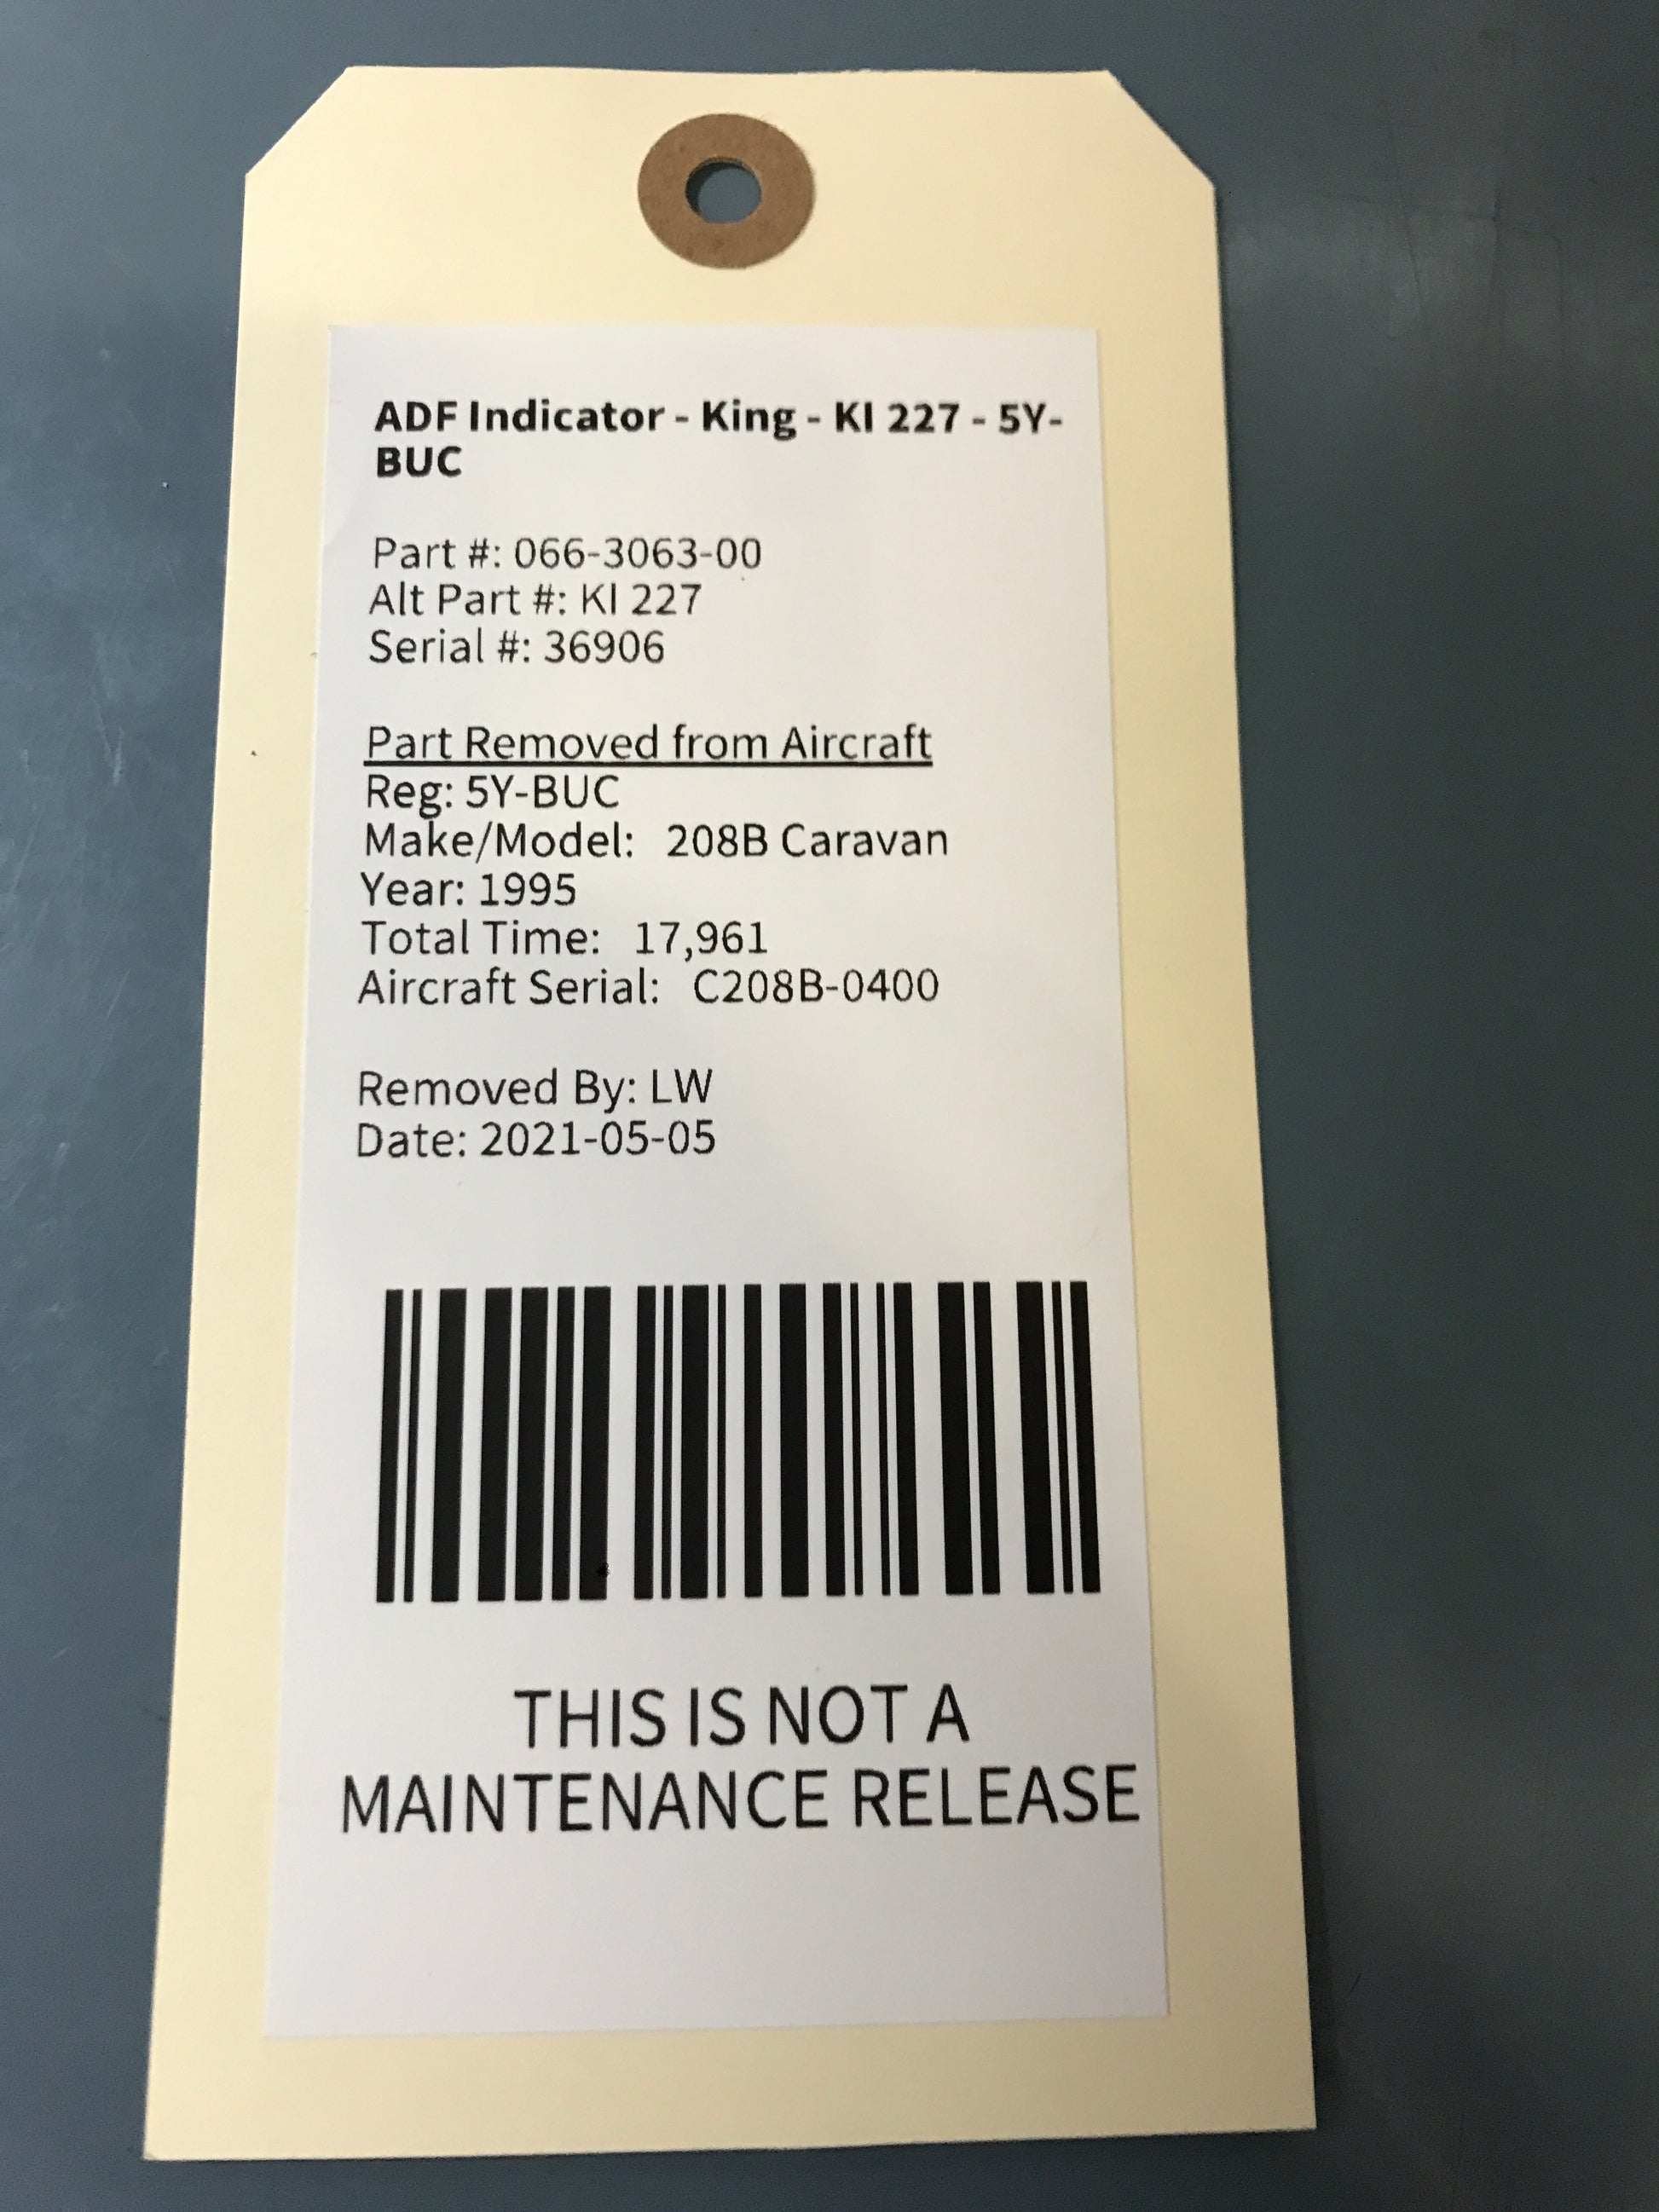 ADF Indicator - King - KI 227 - 5Y-
BUC
Part #: 066-3063-00
Alt Part #: KI 227
Serial #: 36906
Part Removed from Aircraft
Reg: 5Y-BUC
Make/Model: 208B Caravan
Year: 1995
Total Time: 17,961
Aircraft Serial: C208B-0400
Removed By: LW
Date: 2021-05-05
THIS IS NOT A
MAINTENANCE RELEASE